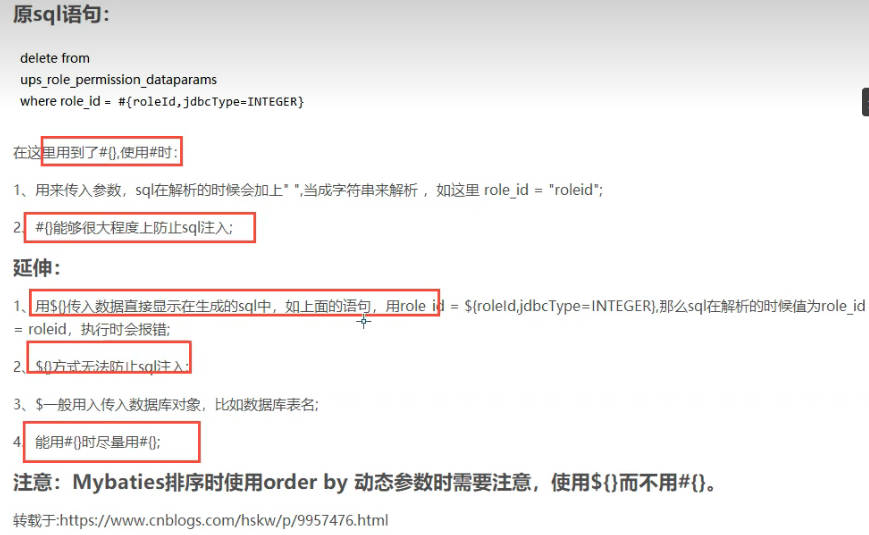 原sql语句：
delete from
ups_role_permission_dataparams
where role_id = #{roleId,jdbcType=INTEGER}
在这里用到了#{},使用#时：
1、用来传入参数，sql在解析的时候会加上" ",当成字符串来解析 ，如这里 role_id = "roleid";
2、#{}能够很大程度上防止sql注入;
延伸：
1、用${}传入数据直接显示在生成的sql中，如上面的语句，用role_id = ${roleId,jdbcType=INTEGER},那么sql在解析的时候值为role_id
= roleid，执行时会报错;
2、${}方式无法防止sql注入;
3、$一般用入传入数据库对象，比如数据库表名;
4、能用#{}时尽量用#{};
注意：Mybaties排序时使用order by 动态参数时需要注意，使用${}而不用#{}。
转载于:https://www.cnblogs.com/hskw/p/9957476.html